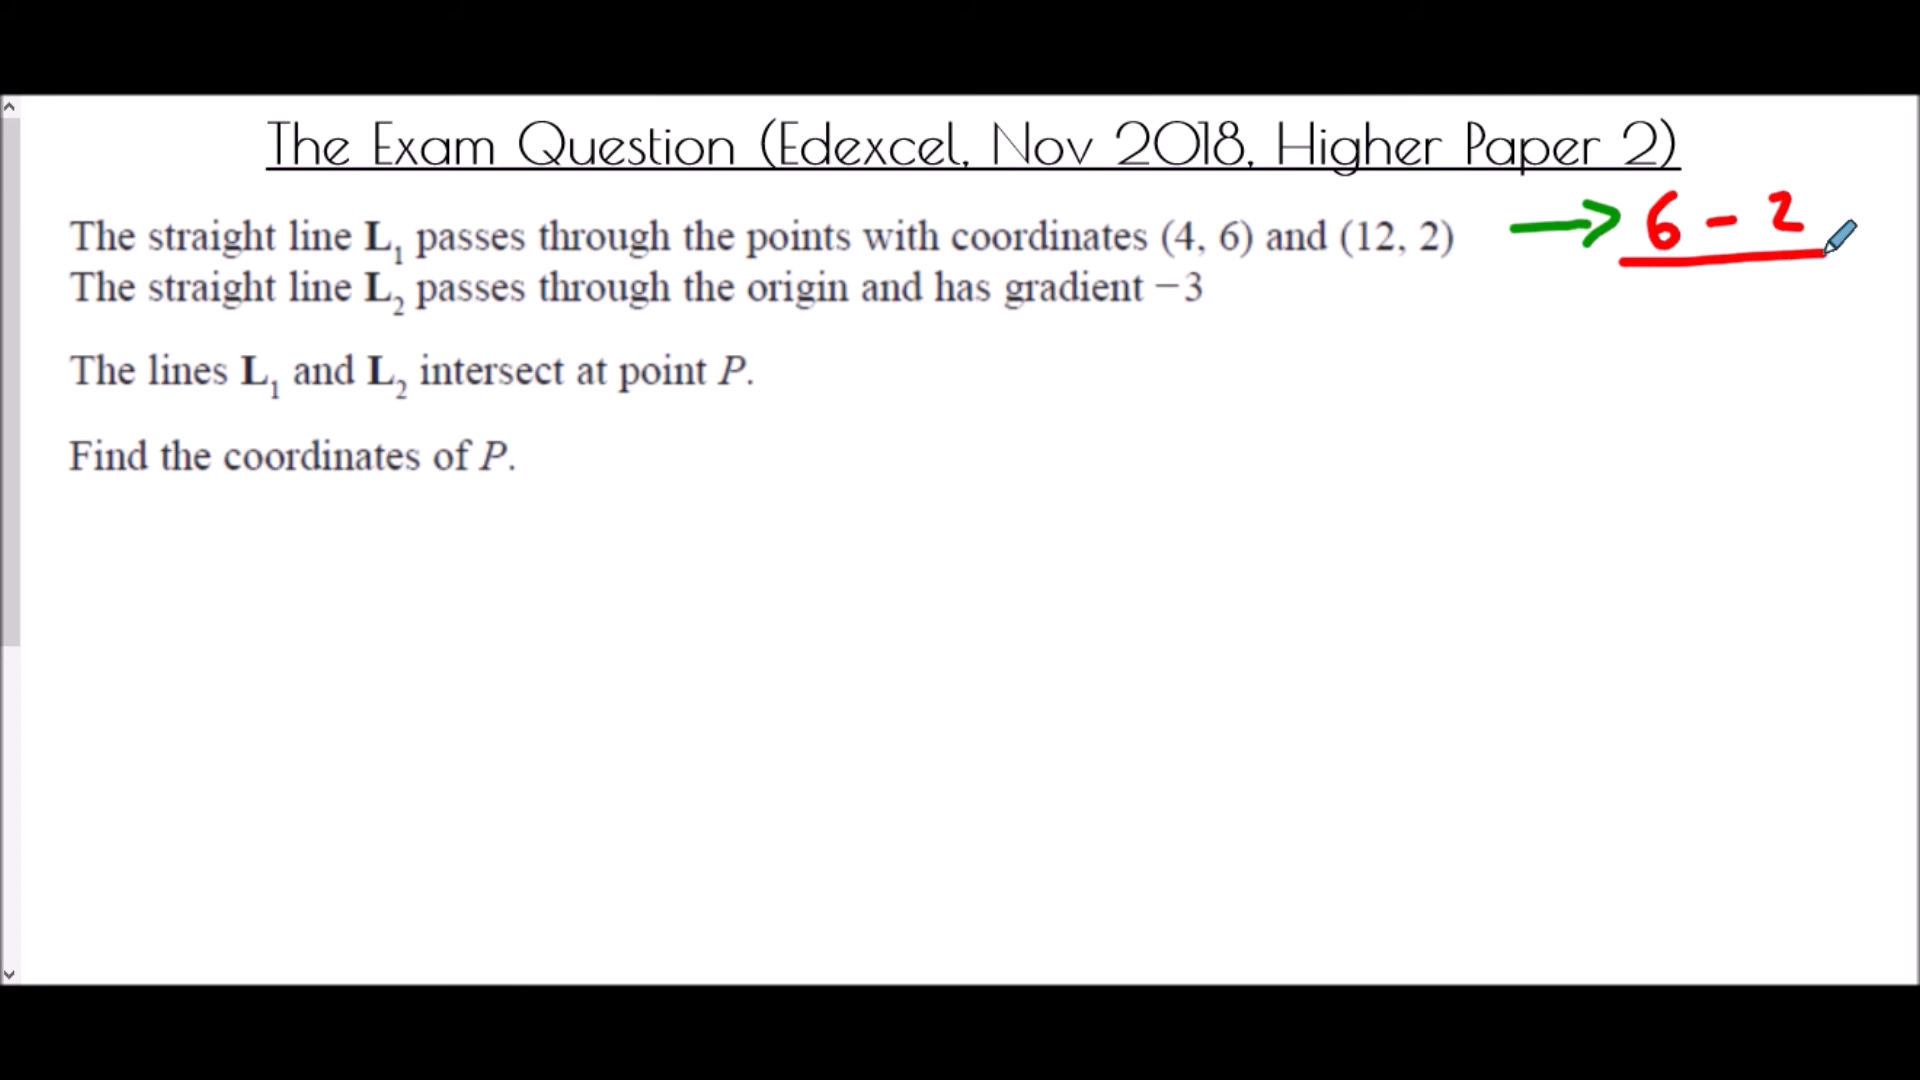 The Exam Question (Edexcel, Nov 2018, Higher Paper 2)
The straight line L₁ passes through the points with coordinates (4, 6) and (12, 2)
6 - 2
The straight line L₂ passes through the origin and has gradient −3
The lines L₁ and L₂ intersect at point P.
Find the coordinates of P.